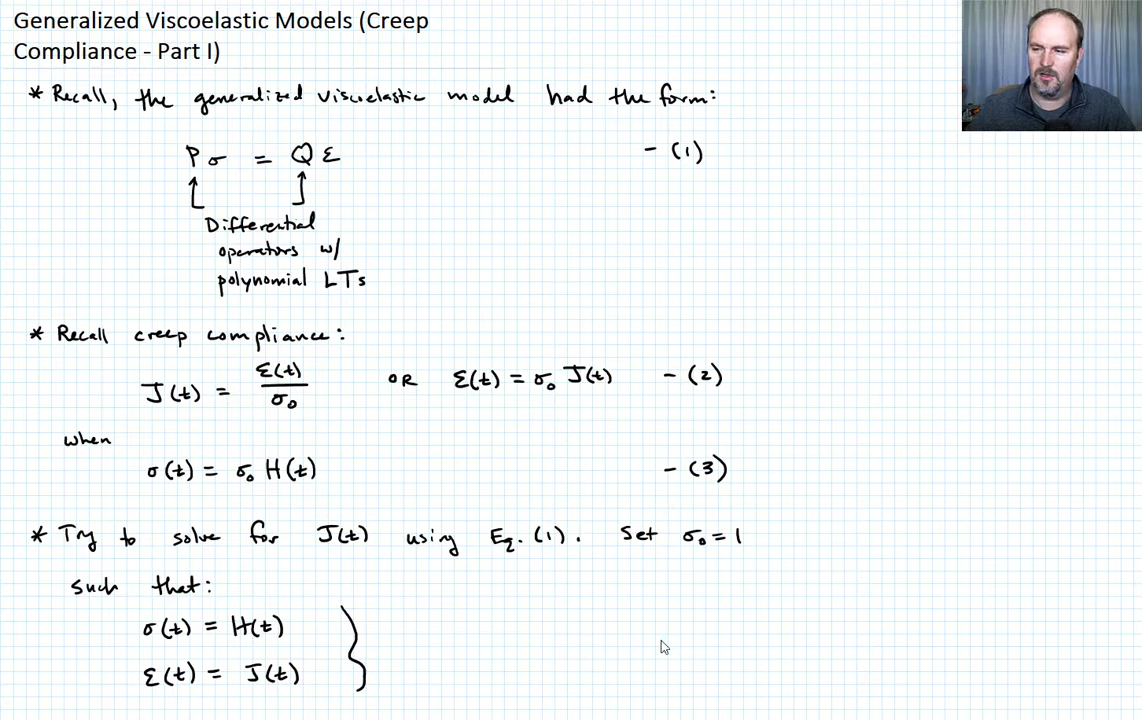 Generalized Viscoelastic Models (Creep
Compliance - Part I)
* Recall, the generalized viscoelastic model had the form:
Pσ = Qε - (1)
Differential
operators w/
polynomial LTs
* Recall creep compliance:
J(t) = ε(t)/σ₀ OR ε(t) = σ₀ J(t) - (2)
when
σ(t) = σ₀ H(t) - (3)
* Try to solve for J(t) using Eq. (1). Set σ₀ = 1
such that:
σ(t) = H(t)
ε(t) = J(t)